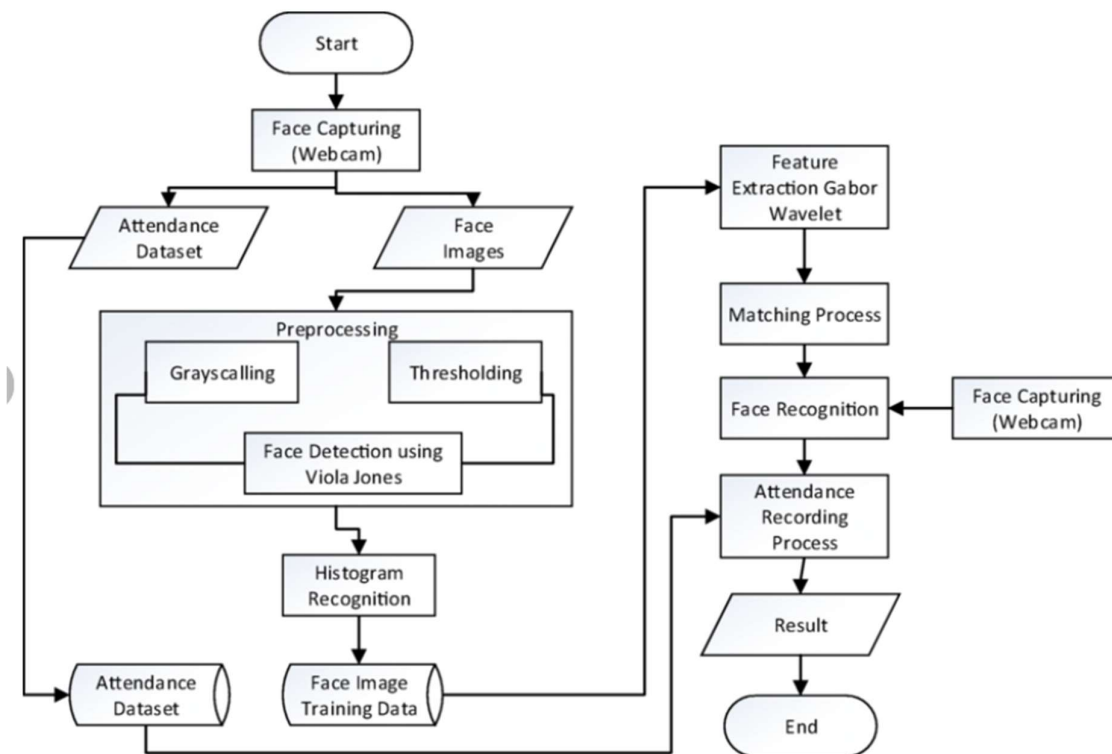 Start
Face Capturing
(Webcam)
Attendance
Dataset
Face
Images
Preprocessing
Grayscalling
Thresholding
Face Detection using
Viola Jones
Histogram
Recognition
Attendance
Dataset
Face Image
Training Data
Feature
Extraction Gabor
Wavelet
Matching Process
Face Recognition
Face Capturing
(Webcam)
Attendance
Recording
Process
Result
End